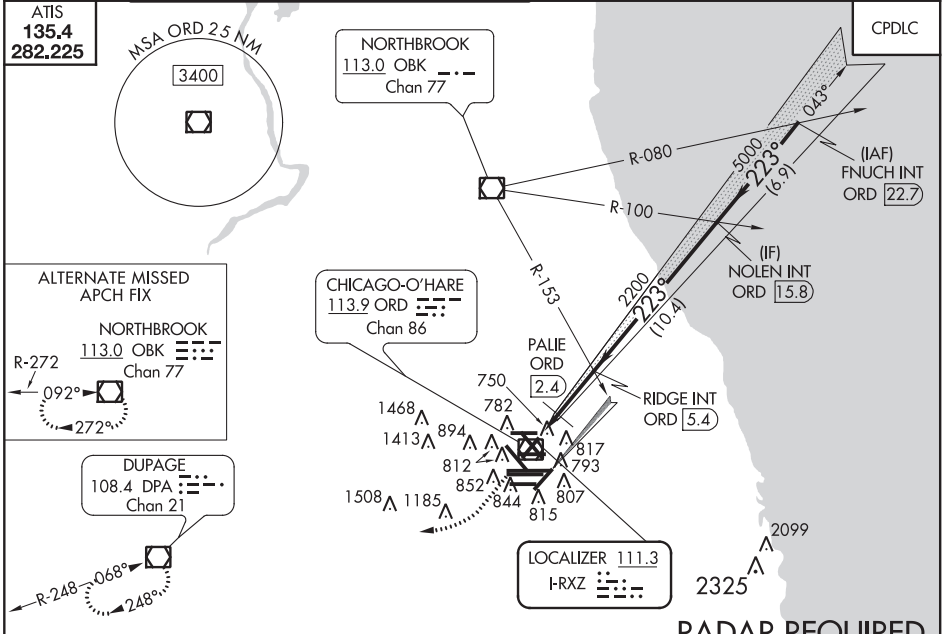 ATIS
135.4
282.225
MSA ORD 25 NM
3400
NORTHBROOK
113.0 OBK
Chan 77
CPDLC
043°
R-080
5000
223°
(6.9)
(IAF)
FNUCH INT
ORD 22.7
R-100
(IF)
NOLEN INT
ORD 15.8
R-153
2200
223°
(10.4)
ALTERNATE MISSED
APCH FIX
NORTHBROOK
113.0 OBK
Chan 77
R-272
092°
272°
CHICAGO-O'HARE
113.9 ORD
Chan 86
PALIE
ORD
2.4
RIDGE INT
ORD 5.4
750
782
1468
1413
894
812
817
793
852
844
815
807
1508
1185
DUPAGE
108.4 DPA
Chan 21
R-248
068°
248°
LOCALIZER 111.3
I-RXZ
2099
2325
RADAR REQUIRED